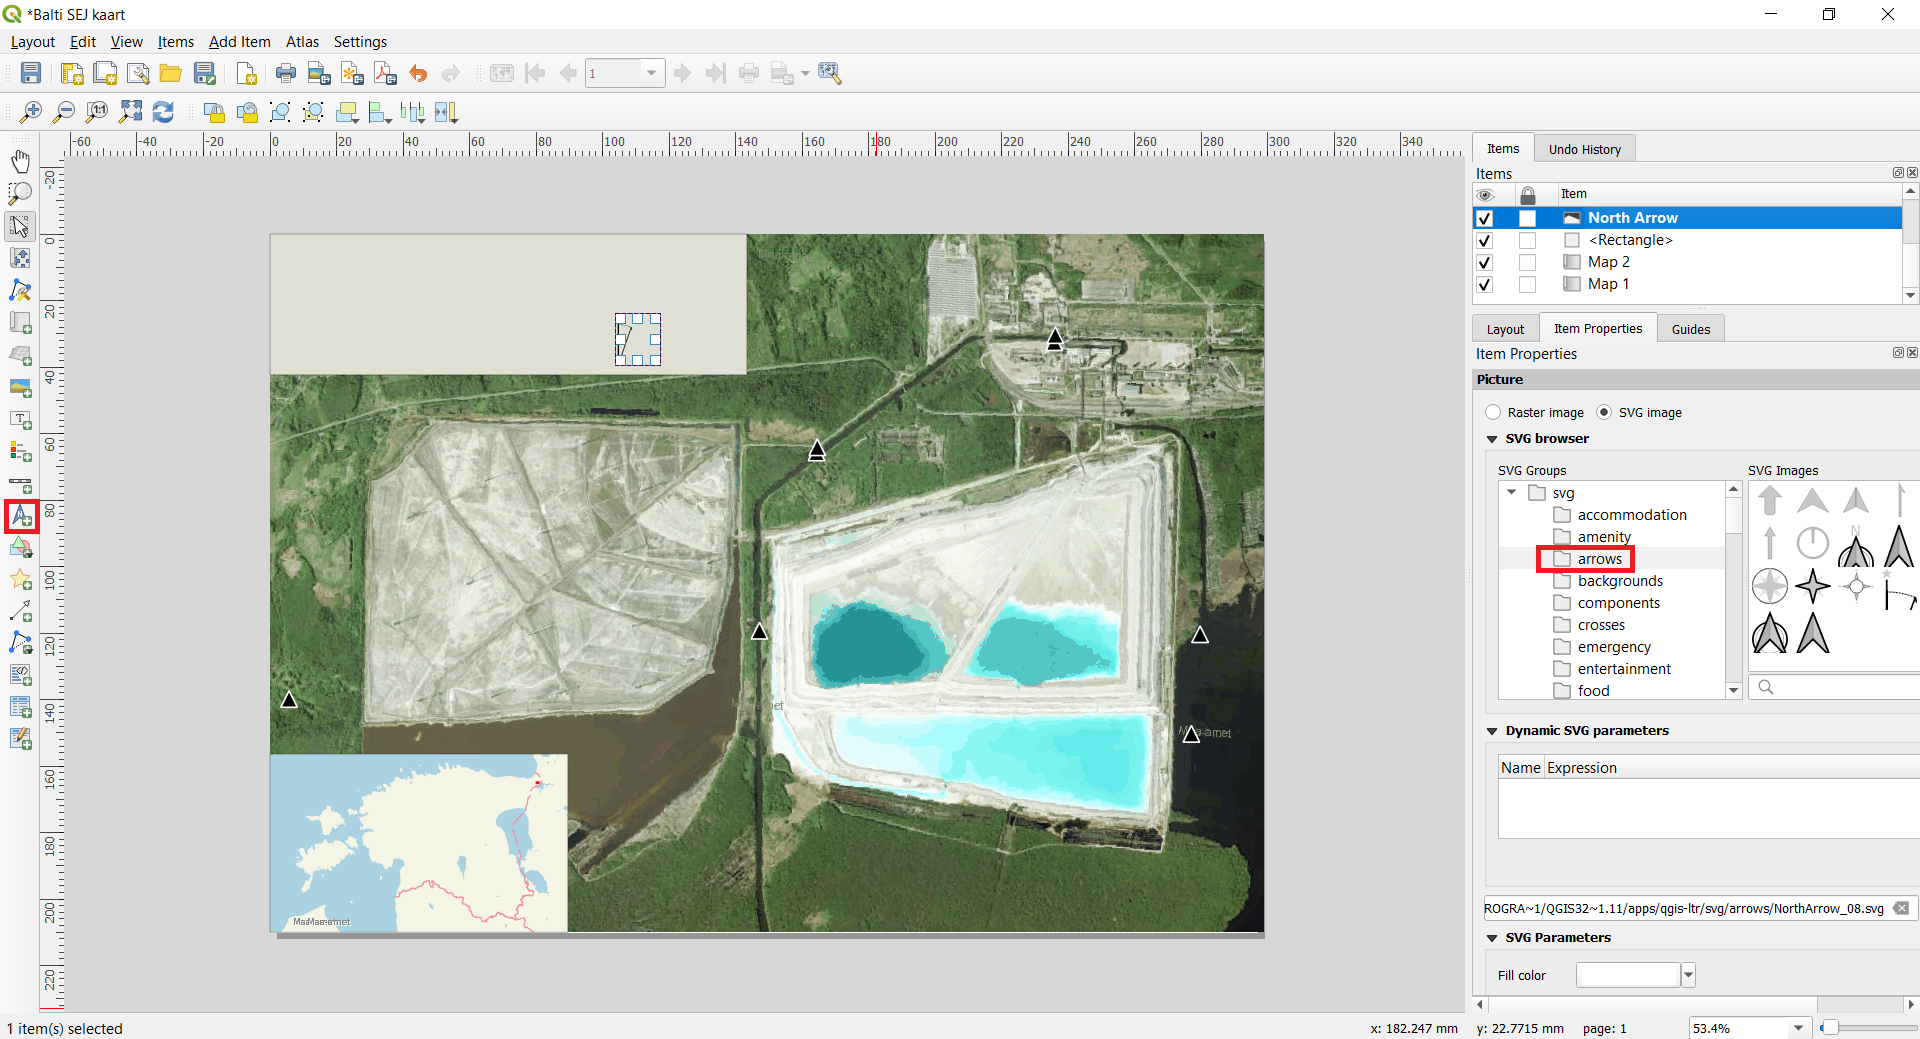 *Balti SEJ kaart
Layout Edit View Items Add Item Atlas Settings
1
-60 -40 -20 0 20 40 60 80 100 120 140 160 180 200 220 240 260 280 300 320 340
-20
0
20
40
60
80
100
120
140
160
180
200
220
Maa-amet
Maa-amet
Items Undo History
Items
Item
North Arrow
<Rectangle>
Map 2
Map 1
Layout Item Properties Guides
Item Properties
Picture
Raster image SVG image
SVG browser
SVG Groups SVG Images
svg
accommodation
amenity
arrows
backgrounds
components
crosses
emergency
entertainment
food
N
Dynamic SVG parameters
Name Expression
ROGRA~1/QGIS32~1.11/apps/qgis-ltr/svg/arrows/NorthArrow_08.svg
SVG Parameters
Fill color
1 item(s) selected
x: 182.247 mm y: 22.7715 mm page: 1 53.4%